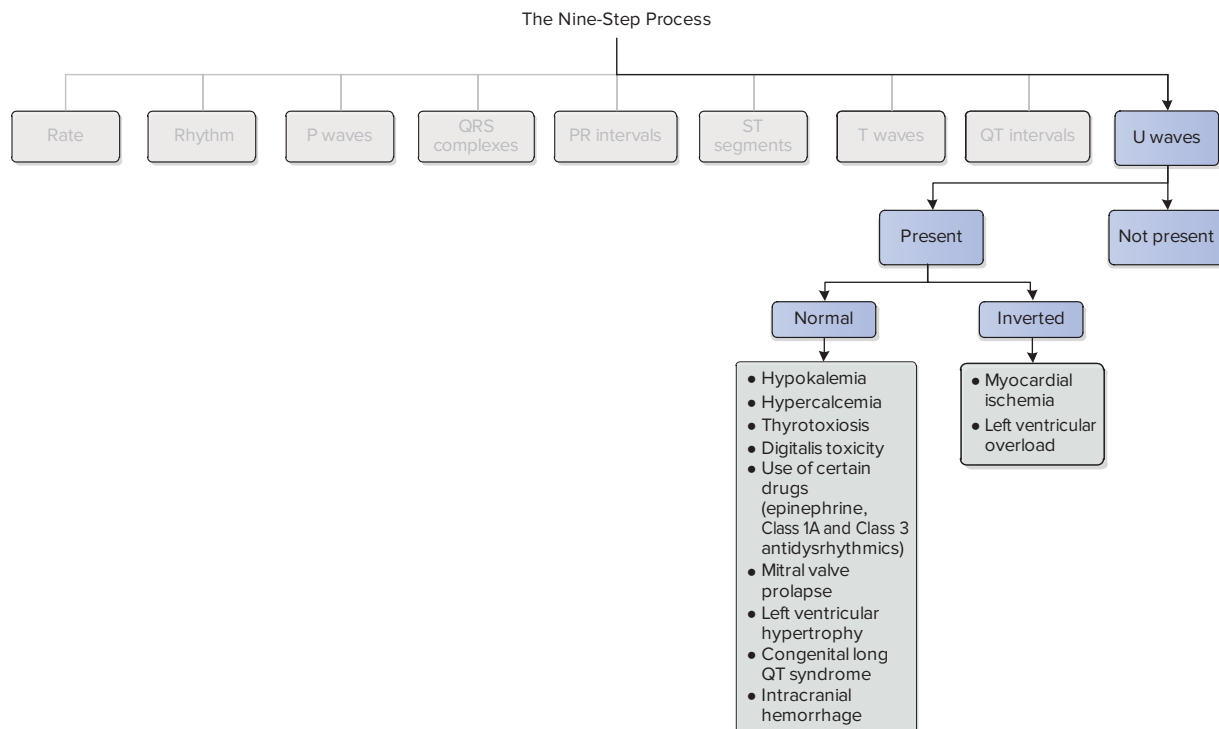 The Nine-Step Process
Rate
Rhythm
P waves
QRS
complexes
PR intervals
ST
segments
T waves
QT intervals
U waves
Present
Not present
Normal
Inverted
● Hypokalemia
● Hypercalcemia
● Thyrotoxiosis
● Digitalis toxicity
● Use of certain
drugs
(epinephrine,
Class 1A and Class 3
antidysrhythmics)
● Mitral valve
prolapse
● Left ventricular
hypertrophy
● Congenital long
QT syndrome
● Intracranial
hemorrhage
● Myocardial
ischemia
● Left ventricular
overload